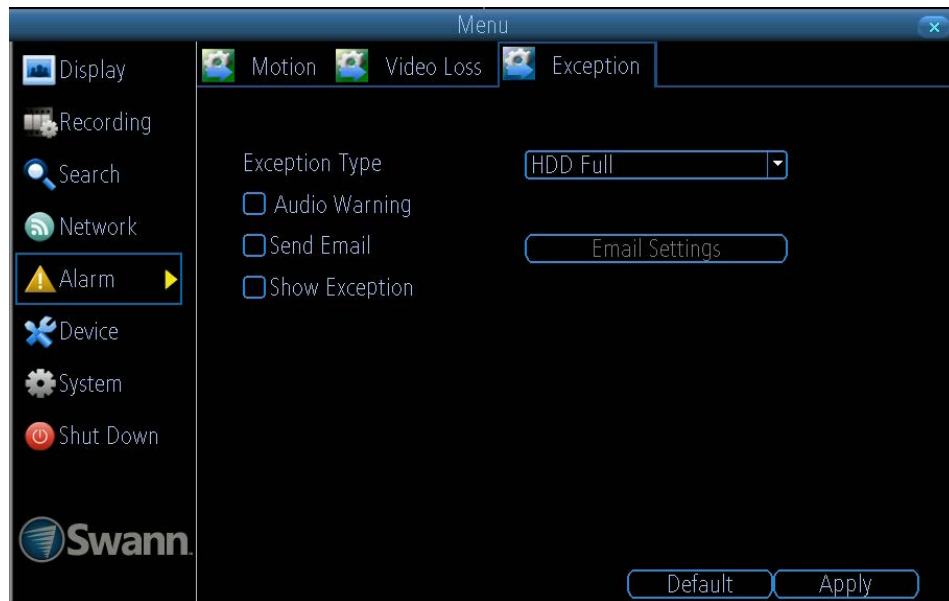 Menu
Display
Recording
Search
Network
Alarm
Device
System
Shut Down
Swann.
Motion Video Loss Exception
Exception Type HDD Full
Audio Warning
Send Email Email Settings
Show Exception
Default Apply